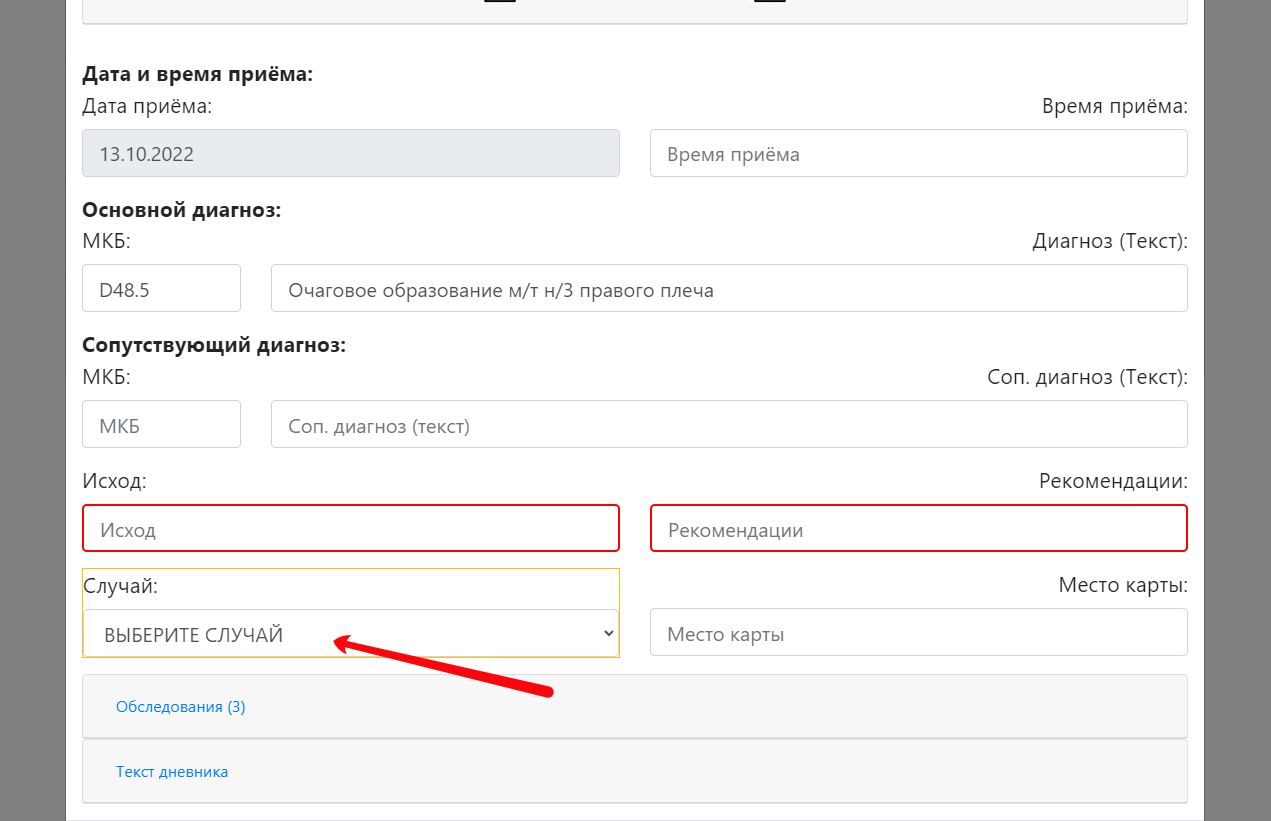 Дата и время приёма:
Дата приёма: Время приёма:
13.10.2022 Время приёма
Основной диагноз:
МКБ: Диагноз (Текст):
D48.5 Очаговое образование м/т н/3 правого плеча
Сопутствующий диагноз:
МКБ: Соп. диагноз (Текст):
МКБ Соп. диагноз (текст)
Исход: Рекомендации:
Исход Рекомендации
Случай: Место карты:
ВЫБЕРИТЕ СЛУЧАЙ Место карты
Обследования (3)
Текст дневника